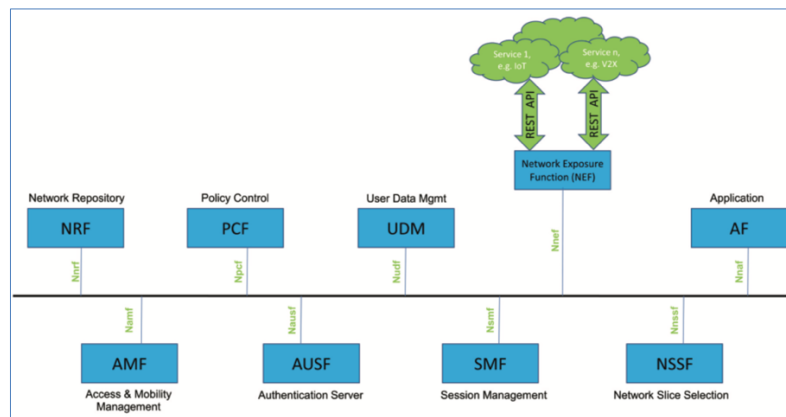 Service 1,
e.g. IoT
Service n,
e.g. V2X
REST API
REST API
Network Exposure
Function (NEF)
Network Repository
NRF
Policy Control
PCF
User Data Mgmt
UDM
Application
AF
Nnrf
Npcf
Nudf
Nnef
Nnaf
Namf
Nausf
Nsmf
Nnssf
AMF
Access & Mobility
Management
AUSF
Authentication Server
SMF
Session Management
NSSF
Network Slice Selection